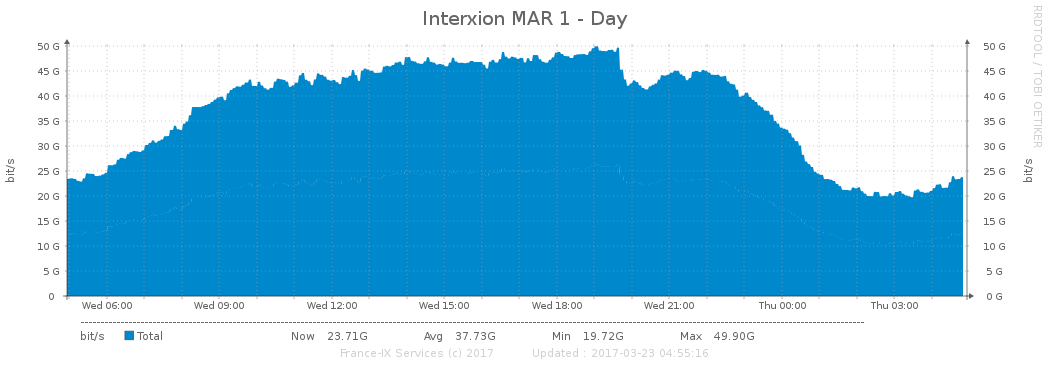 Interxion MAR 1 - Day
RRDTOOL / TOBI OETIKER
bit/s
50 G 50 G
45 G 45 G
40 G 40 G
35 G 35 G
30 G 30 G
25 G 25 G
20 G 20 G
15 G 15 G
10 G 10 G
5 G 5 G
0 0 G
bit/s
Wed 06:00 Wed 09:00 Wed 12:00 Wed 15:00 Wed 18:00 Wed 21:00 Thu 00:00 Thu 03:00
bit/s Total Now 23.71G Avg 37.73G Min 19.72G Max 49.90G
France-IX Services (c) 2017 Updated : 2017-03-23 04:55:16